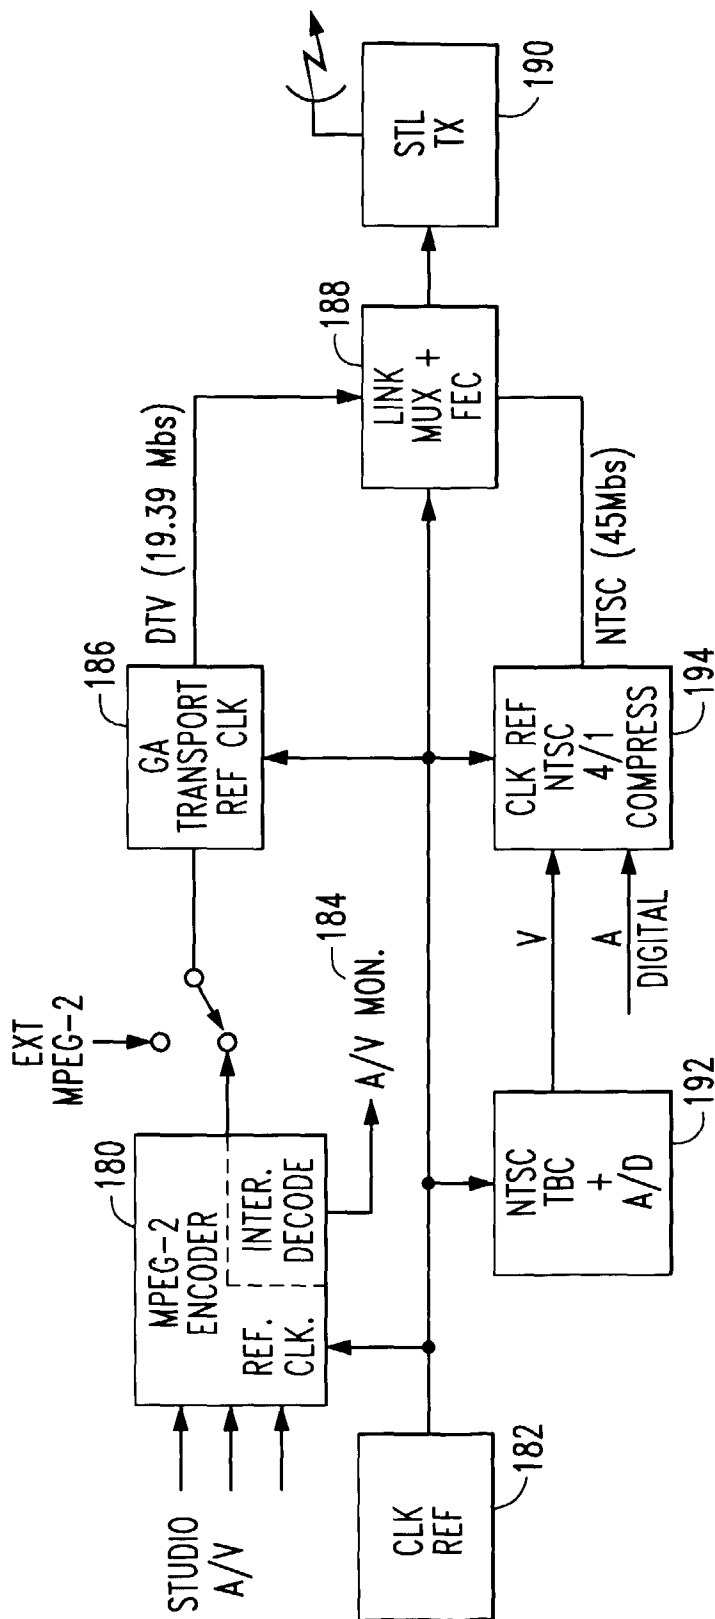 STUDIO
A/V
MPEG-2
ENCODER
REF.
CLK.
INTER.
DECODE
180
EXT
MPEG-2
A/V MON.
184
GA
TRANSPORT
REF CLK
186
DTV (19.39 Mbs)
LINK
MUX +
FEC
188
STL
TX
190
CLK
REF
182
NTSC
TBC
+
A/D
192
V
A
DIGITAL
CLK REF
NTSC
4/1
COMPRESS
194
NTSC (45Mbs)